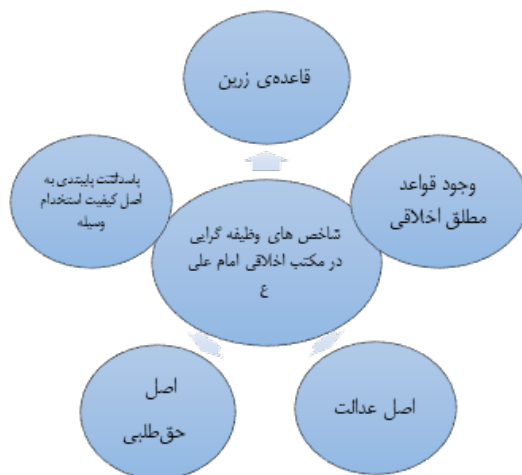 قاعده‌ی زرین
وجود قواعد
مطلق اخلاقی
پاسداشت پایبندی به
اصل کیفیت استخدام
وسیله
شاخص های وظیفه گرایی
در مکتب اخلاقی امام علی
ع
اصل عدالت
اصل
حق‌طلبی